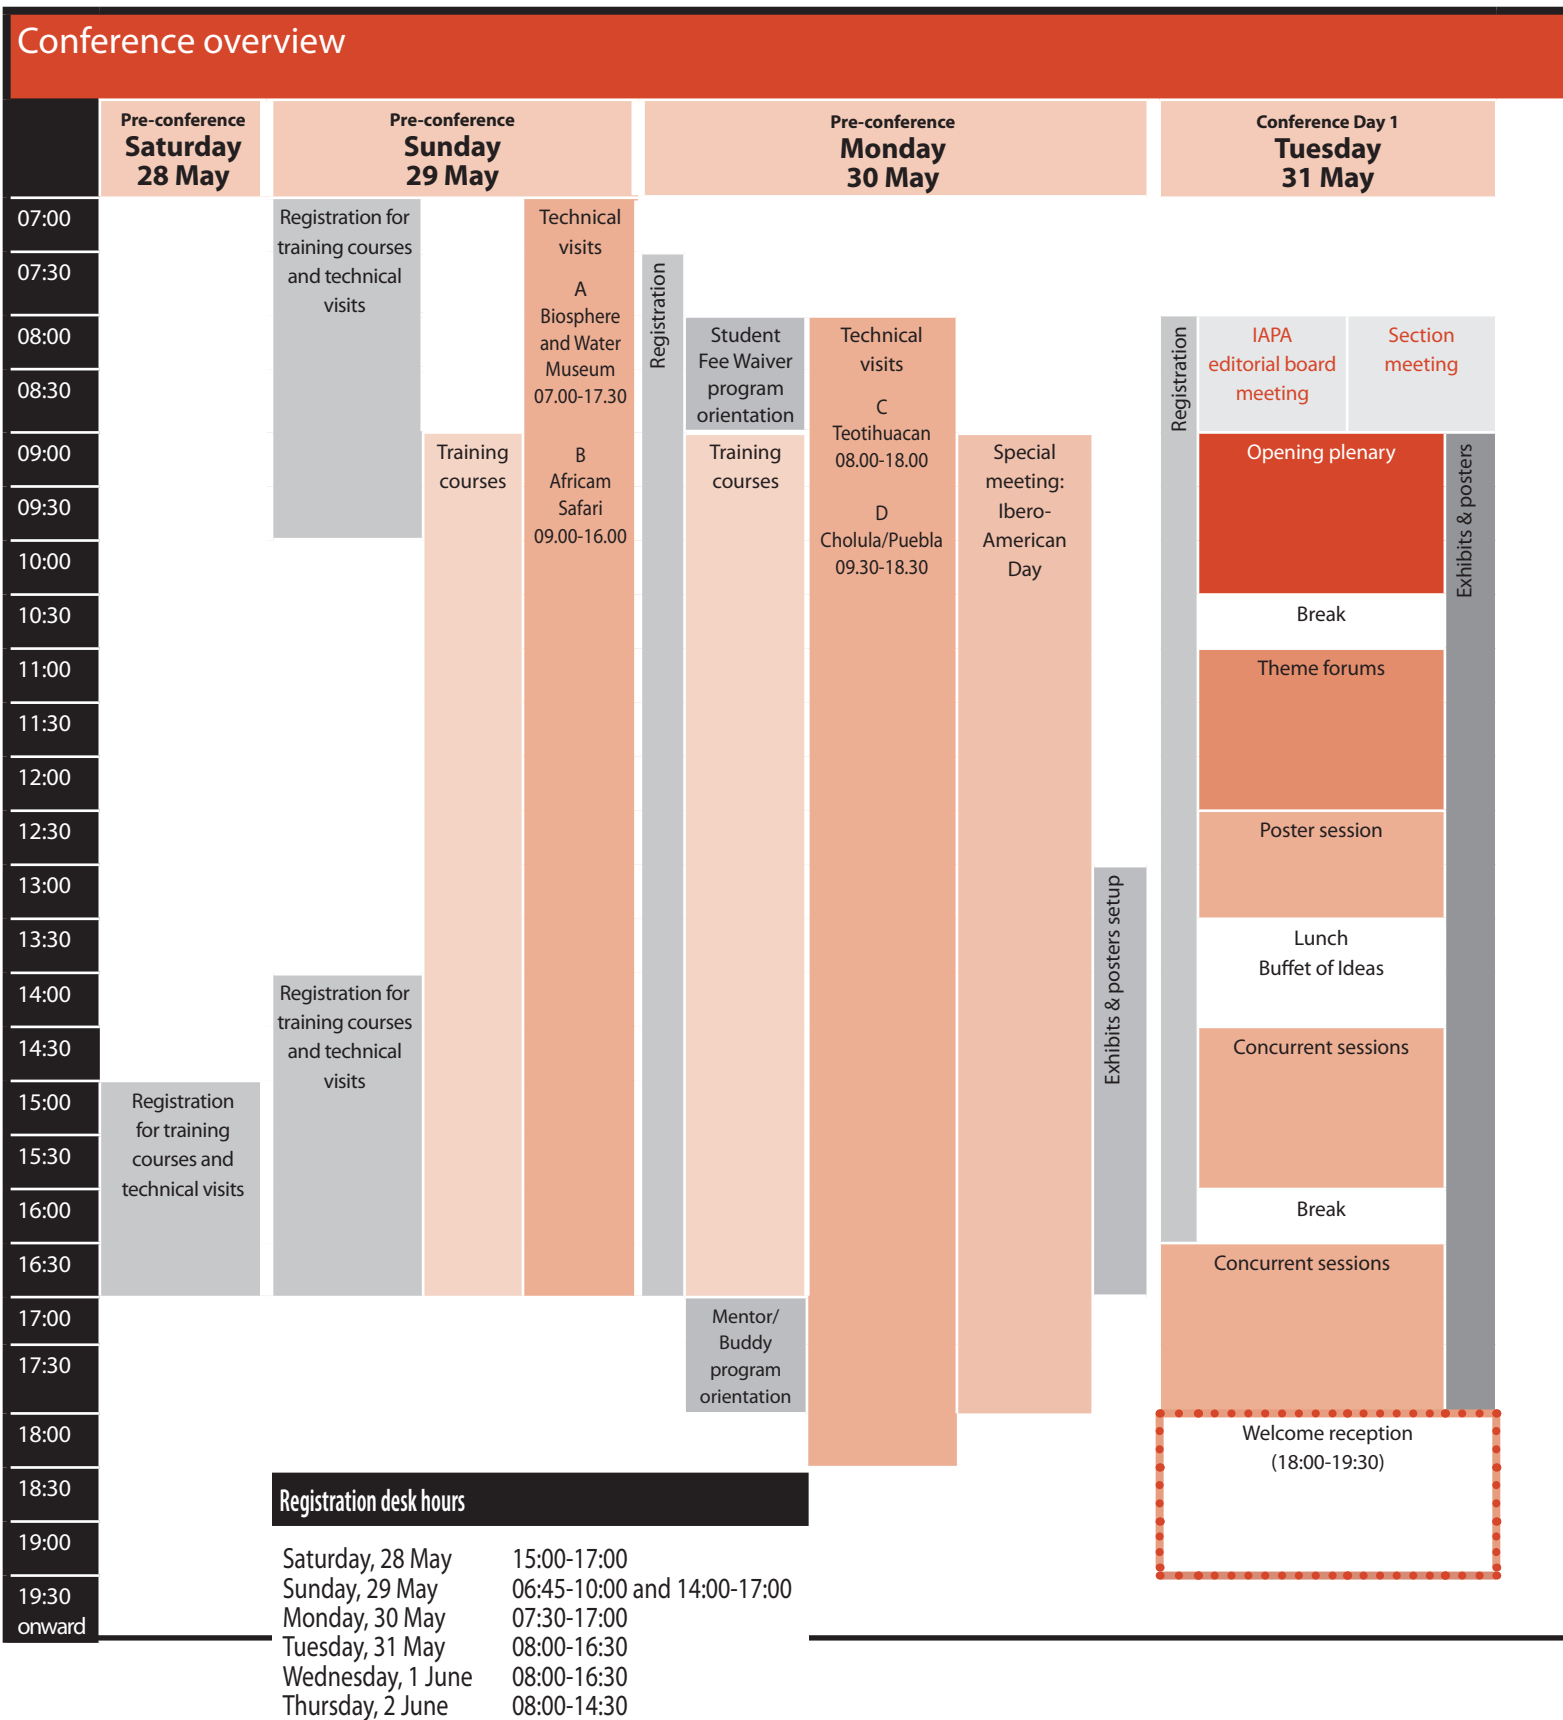 Conference overview
Pre-conference
Saturday
28 May
Pre-conference
Sunday
29 May
Pre-conference
Monday
30 May
Conference Day 1
Tuesday
31 May
07:00
07:30
08:00
08:30
09:00
09:30
10:00
10:30
11:00
11:30
12:00
12:30
13:00
13:30
14:00
14:30
15:00
15:30
16:00
16:30
17:00
17:30
18:00
18:30
19:00
19:30
onward
Registration
for training
courses and
technical visits
Registration for
training courses
and technical
visits
Registration for
training courses
and technical
visits
Training
courses
Technical
visits
A
Biosphere
and Water
Museum
07.00-17.30
B
Africam
Safari
09.00-16.00
Registration
Student
Fee Waiver
program
orientation
Training
courses
Mentor/
Buddy
program
orientation
Technical
visits
C
Teotihuacan
08.00-18.00
D
Cholula/Puebla
09.30-18.30
Special
meeting:
Ibero-
American
Day
Exhibits & posters setup
Registration
IAPA
editorial board
meeting
Section
meeting
Opening plenary
Break
Theme forums
Poster session
Lunch
Buffet of Ideas
Concurrent sessions
Break
Concurrent sessions
Exhibits & posters
Welcome reception
(18:00-19:30)
Registration desk hours
Saturday, 28 May 15:00-17:00
Sunday, 29 May 06:45-10:00 and 14:00-17:00
Monday, 30 May 07:30-17:00
Tuesday, 31 May 08:00-16:30
Wednesday, 1 June 08:00-16:30
Thursday, 2 June 08:00-14:30